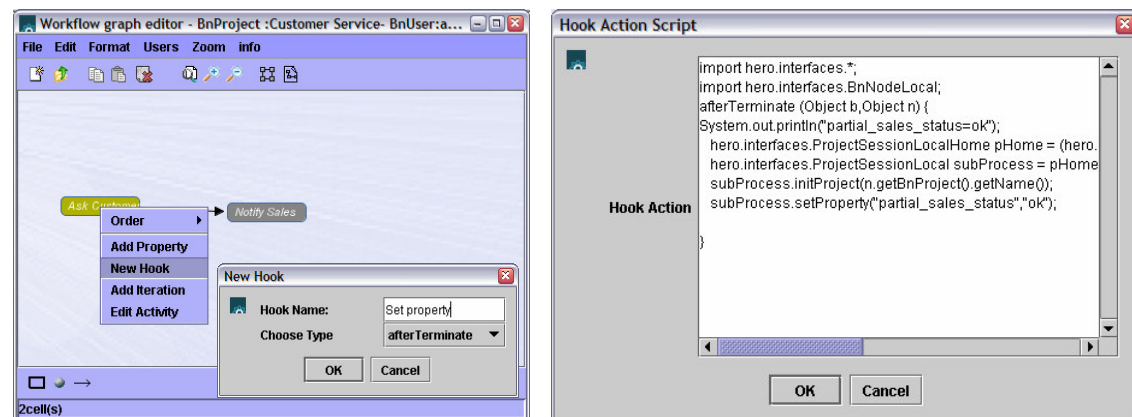 Workflow graph editor - BnProject :Customer Service- BnUser:a...
File Edit Format Users Zoom info
Ask Customer
Notify Sales
Order
Add Property
New Hook
Add Iteration
Edit Activity
New Hook
Hook Name:
Set property
Choose Type
afterTerminate
OK Cancel
2cell(s)
Hook Action Script
Hook Action
import hero.interfaces.*;
import hero.interfaces.BnNodeLocal;
afterTerminate (Object b,Object n) {
System.out.println("partial_sales_status=ok");
hero.interfaces.ProjectSessionLocalHome pHome = (hero.
hero.interfaces.ProjectSessionLocal subProcess = pHome
subProcess.initProject(n.getBnProject().getName());
subProcess.setProperty("partial_sales_status","ok");
}
OK Cancel